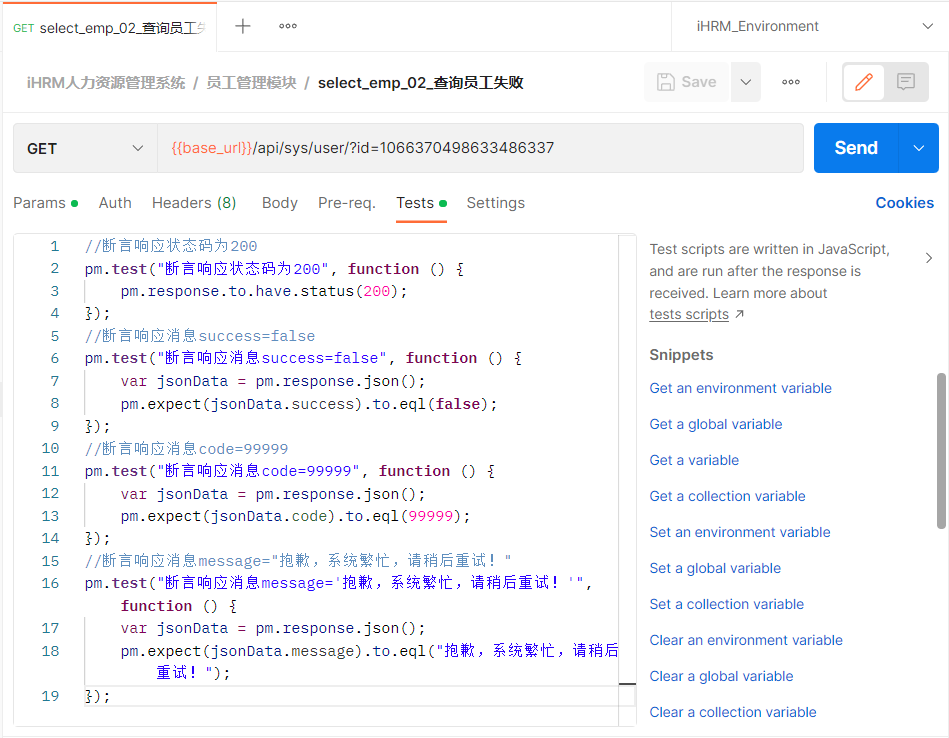 GET select_emp_02_查询员工失
iHRM_Environment
iHRM人力资源管理系统 / 员工管理模块 / select_emp_02_查询员工失败
Save
GET
{{base_url}}/api/sys/user/?id=1066370498633486337
Send
Params Auth Headers (8) Body Pre-req. Tests Settings
Cookies
1 //断言响应状态码为200
2 pm.test("断言响应状态码为200", function () {
3 pm.response.to.have.status(200);
4 });
5 //断言响应消息success=false
6 pm.test("断言响应消息success=false", function () {
7 var jsonData = pm.response.json();
8 pm.expect(jsonData.success).to.eql(false);
9 });
10 //断言响应消息code=99999
11 pm.test("断言响应消息code=99999", function () {
12 var jsonData = pm.response.json();
13 pm.expect(jsonData.code).to.eql(99999);
14 });
15 //断言响应消息message="抱歉，系统繁忙，请稍后重试！"
16 pm.test("断言响应消息message='抱歉，系统繁忙，请稍后重试！'",
function () {
17 var jsonData = pm.response.json();
18 pm.expect(jsonData.message).to.eql("抱歉，系统繁忙，请稍后
重试！");
19 });
Test scripts are written in JavaScript,
and are run after the response is
received. Learn more about
tests scripts ↗
Snippets
Get an environment variable
Get a global variable
Get a variable
Get a collection variable
Set an environment variable
Set a global variable
Set a collection variable
Clear an environment variable
Clear a global variable
Clear a collection variable